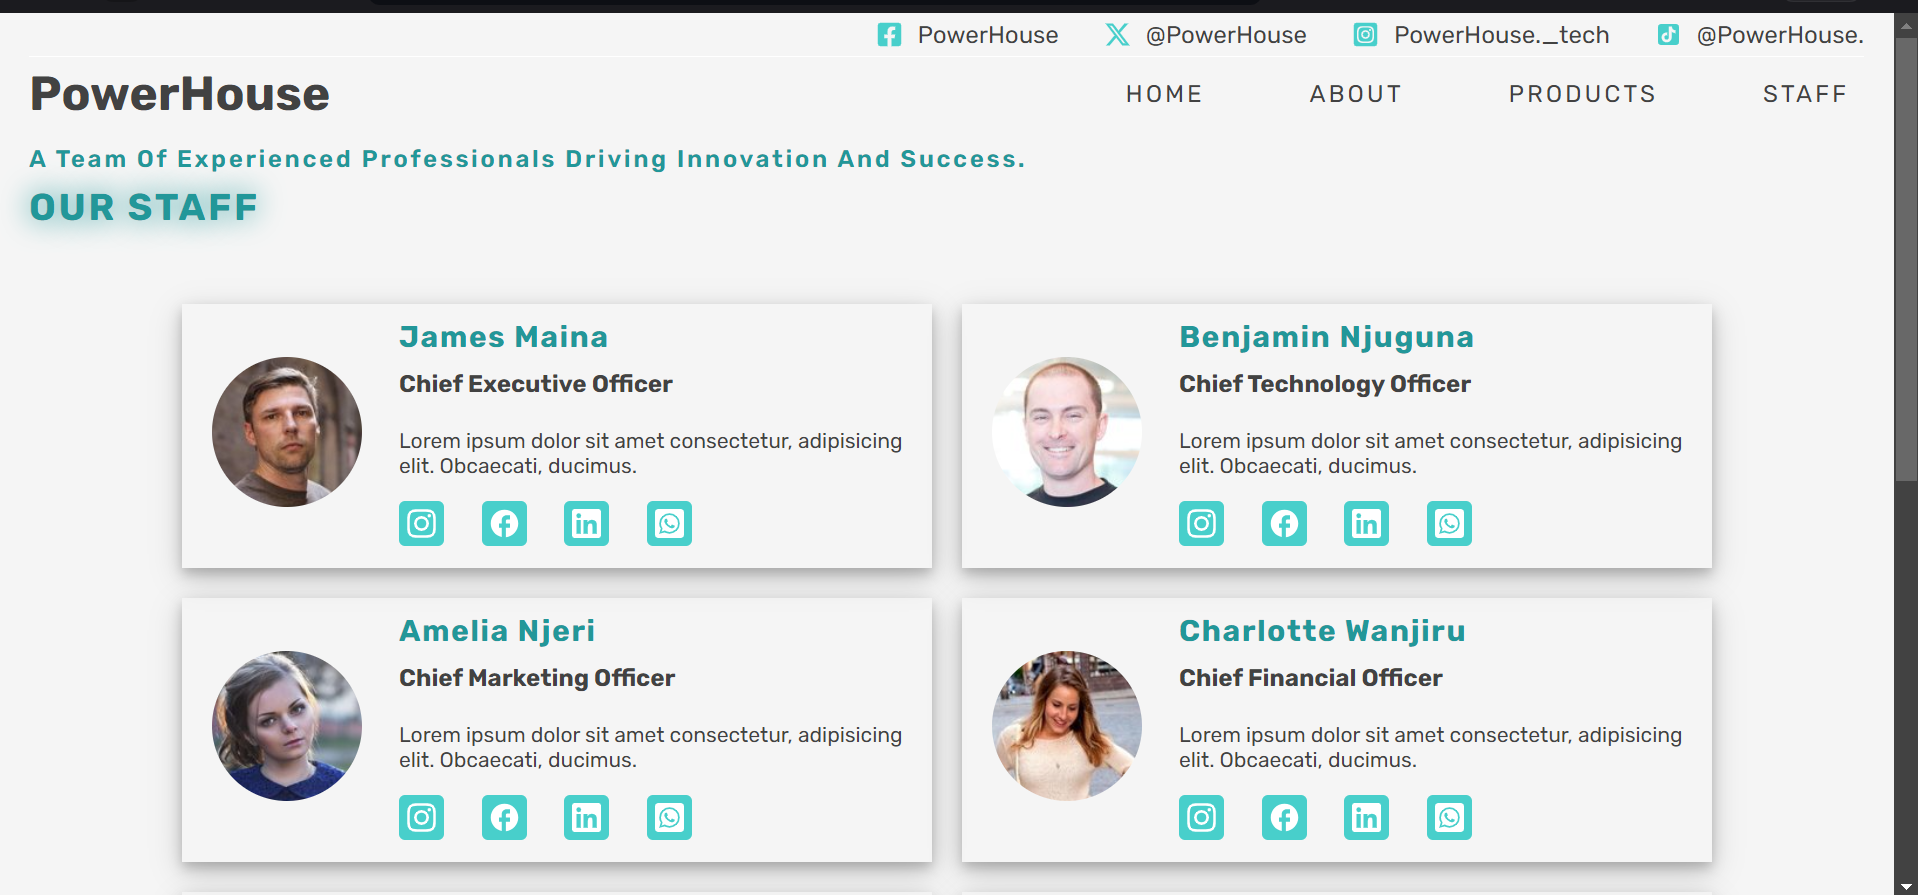 PowerHouse @PowerHouse PowerHouse._tech @PowerHouse.
PowerHouse
HOME ABOUT PRODUCTS STAFF
A Team Of Experienced Professionals Driving Innovation And Success.
OUR STAFF
James Maina
Chief Executive Officer
Lorem ipsum dolor sit amet consectetur, adipisicing
elit. Obcaecati, ducimus.
Benjamin Njuguna
Chief Technology Officer
Lorem ipsum dolor sit amet consectetur, adipisicing
elit. Obcaecati, ducimus.
Amelia Njeri
Chief Marketing Officer
Lorem ipsum dolor sit amet consectetur, adipisicing
elit. Obcaecati, ducimus.
Charlotte Wanjiru
Chief Financial Officer
Lorem ipsum dolor sit amet consectetur, adipisicing
elit. Obcaecati, ducimus.